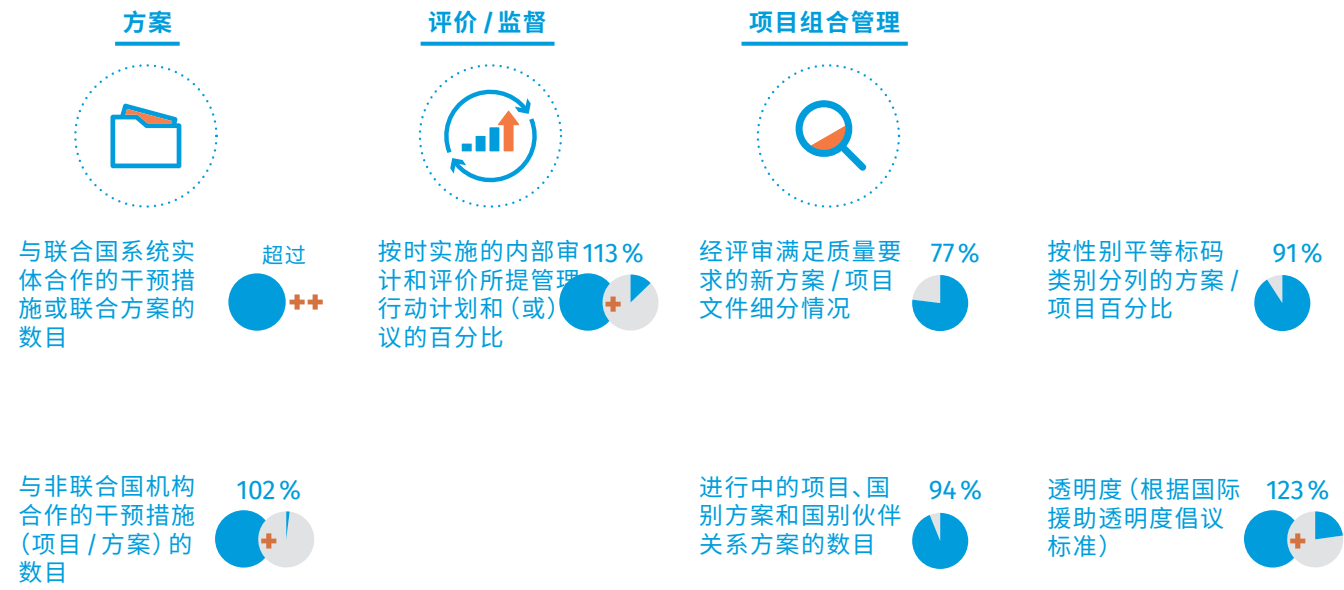 方案
评价 / 监督
项目组合管理
与联合国系统实
体合作的干预措
施或联合方案的
数目
超过
按时实施的内部审
计和评价所提管理
行动计划和（或）
议的百分比
113 %
经评审满足质量要
求的新方案 / 项目
文件细分情况
77 %
按性别平等标码
类别分列的方案 /
项目百分比
91 %
与非联合国机构
合作的干预措施
（项目 / 方案）的
数目
102 %
进行中的项目、国
别方案和国别伙伴
关系方案的数目
94 %
透明度（根据国际
援助透明度倡议
标准）
123 %